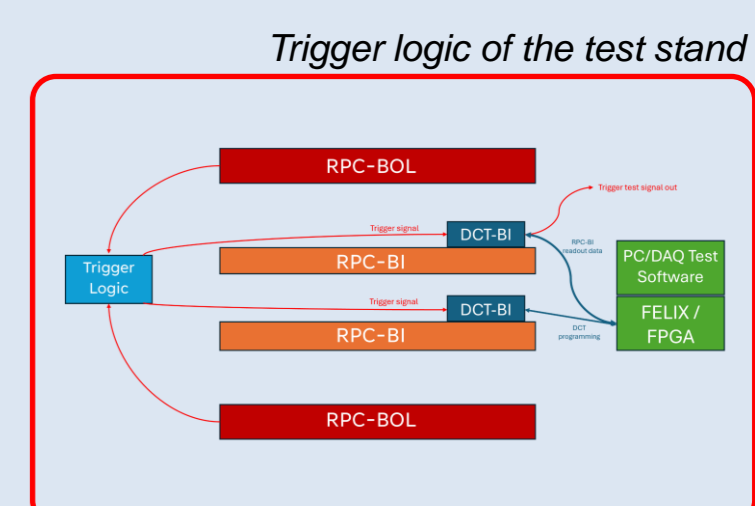 Trigger logic of the test stand
RPC-BOL
Trigger test signal out
Trigger signal
DCT-BI
RPC-BI
readout data
RPC-BI
PC/DAQ Test
Software
Trigger
Logic
Trigger signal
DCT-BI
FELIX /
FPGA
RPC-BI
DCT
programming
RPC-BOL